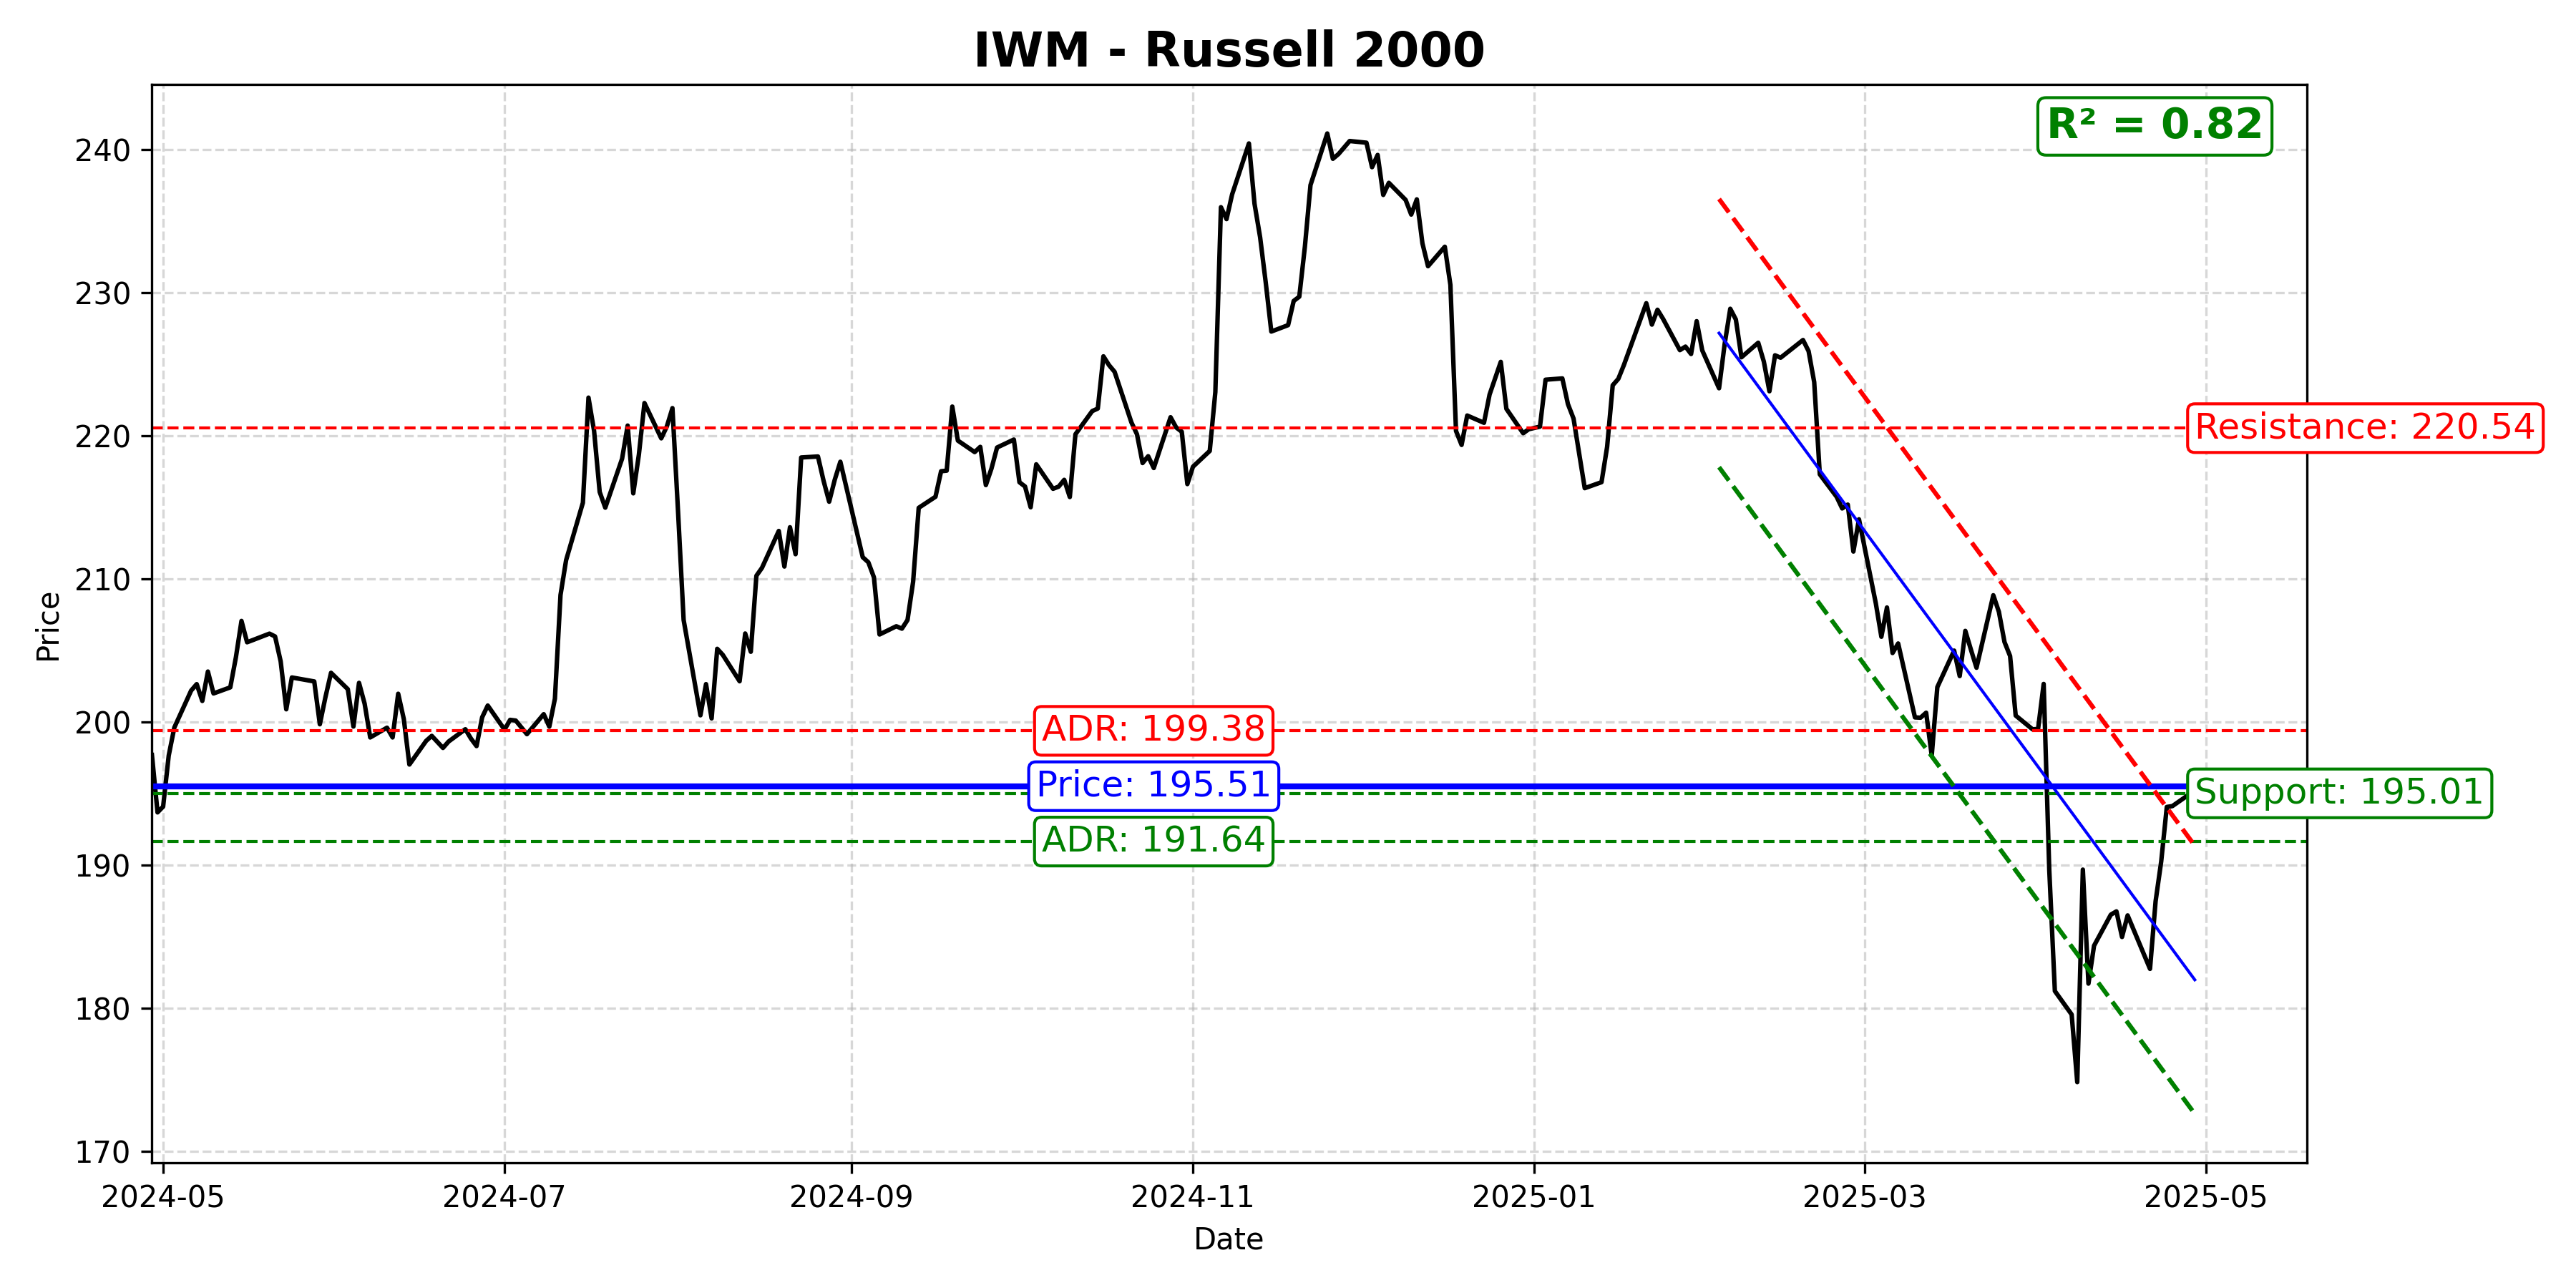 IWM - Russell 2000
R² = 0.82
240
230
220
210
200
190
180
170
Price
Resistance: 220.54
ADR: 199.38
Price: 195.51
Support: 195.01
ADR: 191.64
2024-05
2024-07
2024-09
2024-11
2025-01
2025-03
2025-05
Date